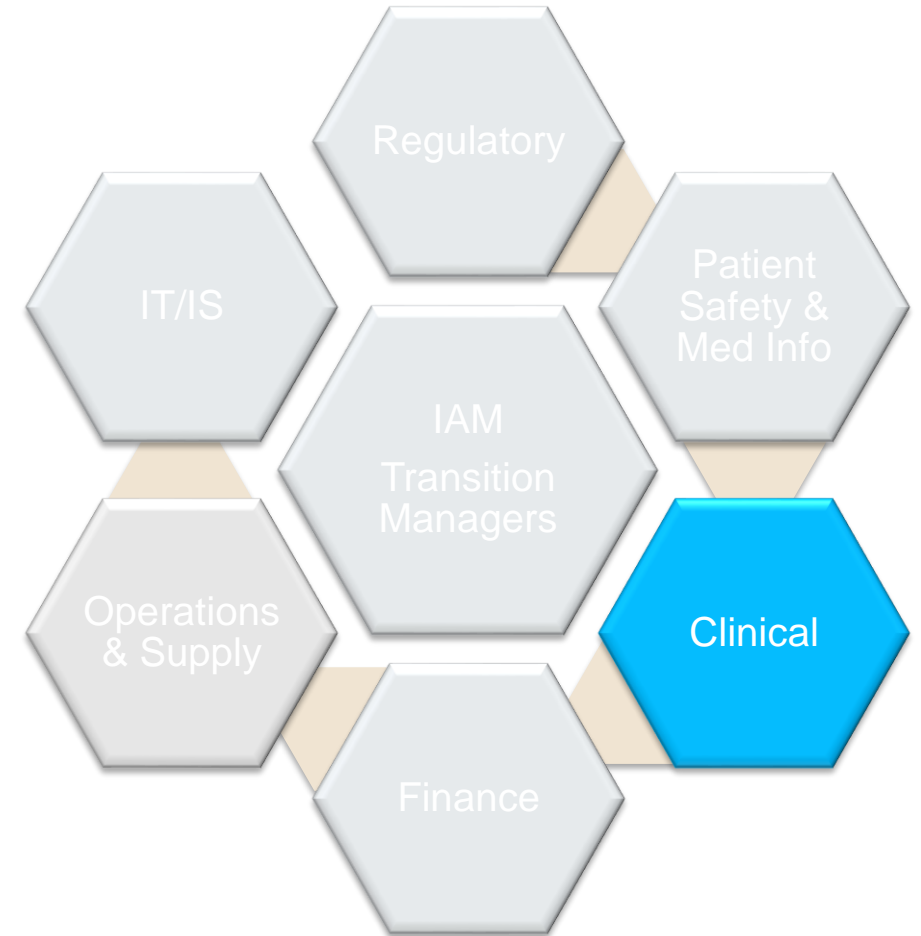 Regulatory
IT/IS
Patient
Safety &
Med Info
IAM
Transition
Managers
Operations
& Supply
Clinical
Finance